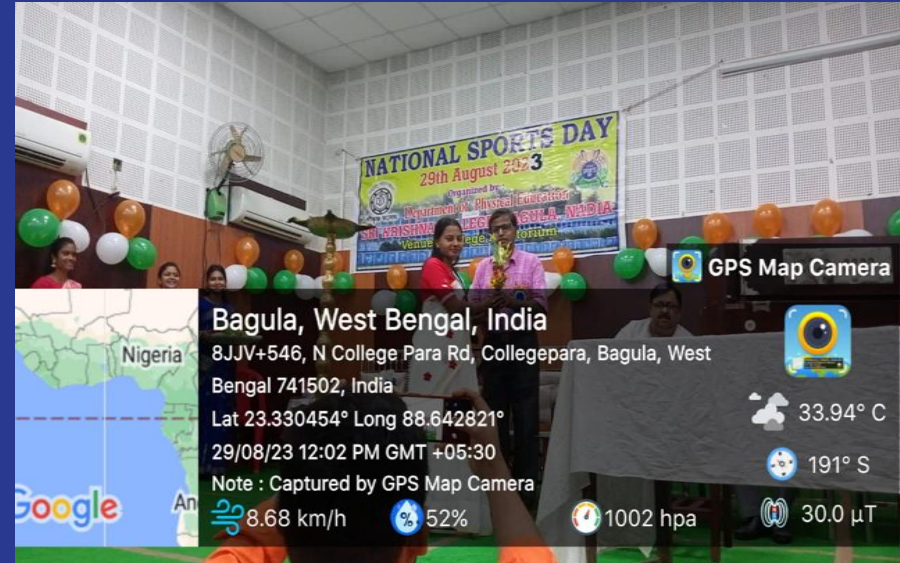 NATIONAL SPORTS DAY
29th August 2023
Organized by
Department of Physical Education
SRI KRISHNA COLLEGE, BAGULA, NADIA
Venue: College Auditorium
GPS Map Camera
Bagula, West Bengal, India
8JJV+546, N College Para Rd, Collegepara, Bagula, West
Bengal 741502, India
Lat 23.330454° Long 88.642821°
29/08/23 12:02 PM GMT +05:30
Note : Captured by GPS Map Camera
8.68 km/h
% 52%
1002 hpa
33.94° C
191° S
30.0 µT
Nigeria
Google
An